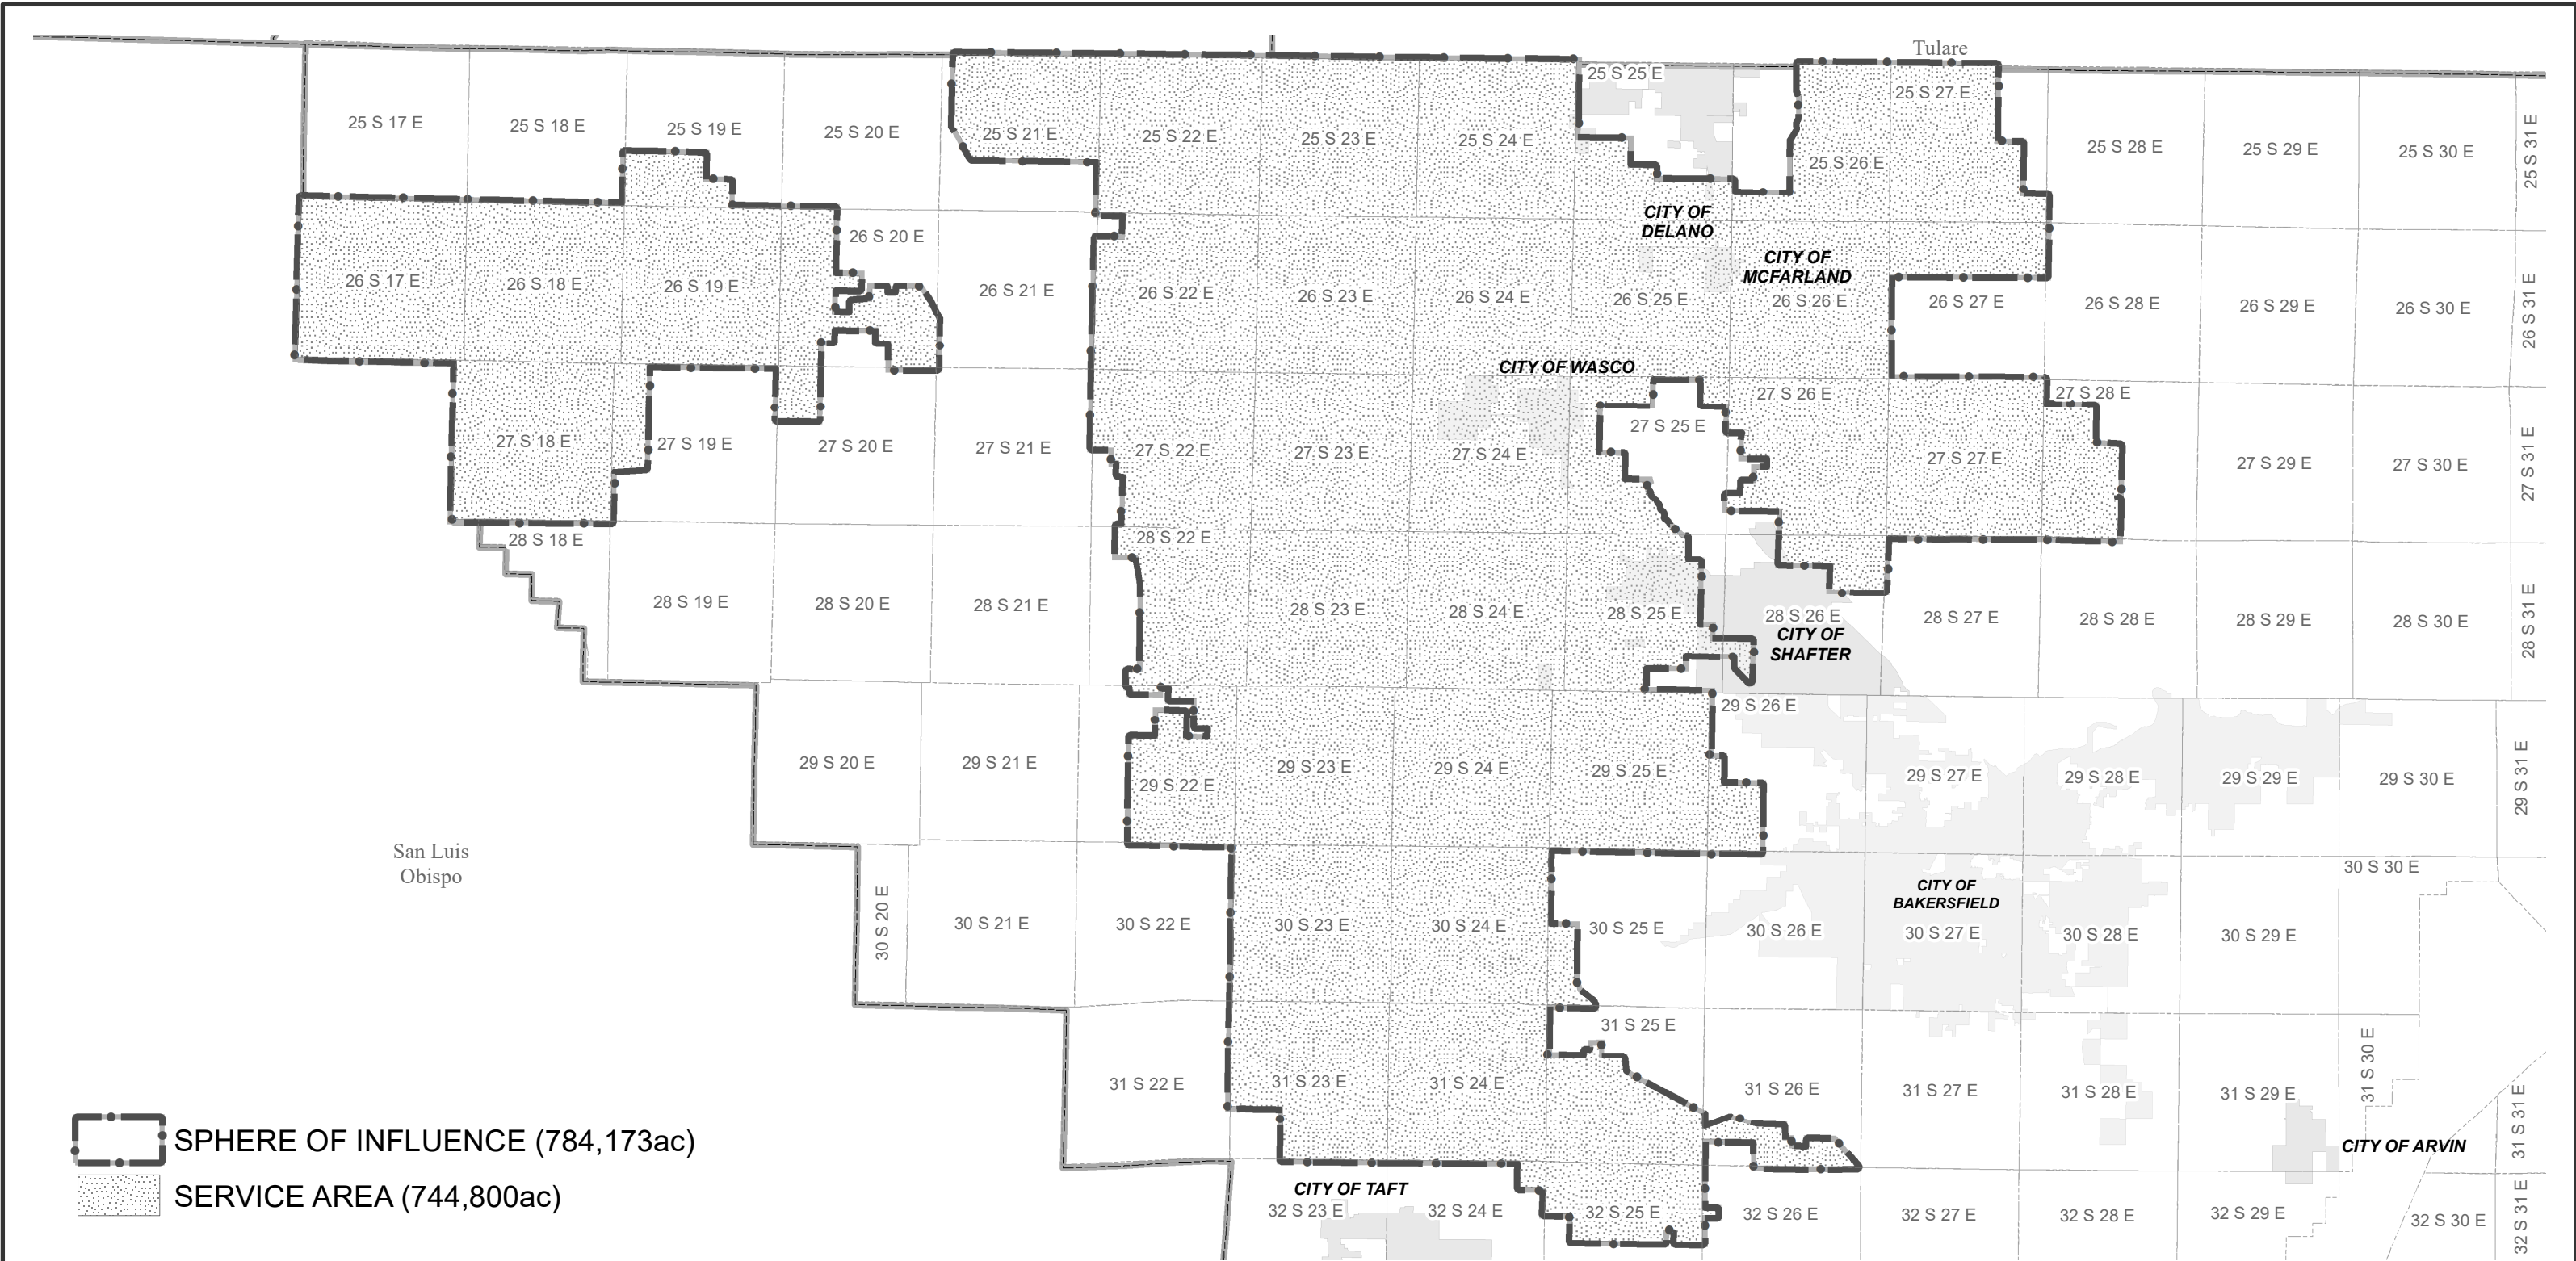 Tulare
25 S 25 E
25 S 27 E
25 S 17 E
25 S 18 E
25 S 19 E
25 S 20 E
25 S 21 E
25 S 22 E
25 S 23 E
25 S 24 E
25 S 26 E
25 S 28 E
25 S 29 E
25 S 30 E
25 S 31 E
CITY OF
DELANO
26 S 20 E
CITY OF
MCFARLAND
26 S 17 E
26 S 18 E
26 S 19 E
26 S 21 E
26 S 22 E
26 S 23 E
26 S 24 E
26 S 25 E
26 S 26 E
26 S 27 E
26 S 28 E
26 S 29 E
26 S 30 E
26 S 31 E
CITY OF WASCO
27 S 26 E
27 S 28 E
27 S 25 E
27 S 18 E
27 S 19 E
27 S 20 E
27 S 21 E
27 S 22 E
27 S 23 E
27 S 24 E
27 S 27 E
27 S 29 E
27 S 30 E
27 S 31 E
28 S 18 E
28 S 22 E
28 S 19 E
28 S 20 E
28 S 21 E
28 S 23 E
28 S 24 E
28 S 25 E
28 S 26 E
28 S 27 E
28 S 28 E
28 S 29 E
28 S 30 E
28 S 31 E
CITY OF
SHAFTER
29 S 26 E
29 S 20 E
29 S 21 E
29 S 22 E
29 S 23 E
29 S 24 E
29 S 25 E
29 S 27 E
29 S 28 E
29 S 29 E
29 S 30 E
29 S 31 E
San Luis
Obispo
30 S 30 E
CITY OF
BAKERSFIELD
30 S 20 E
30 S 21 E
30 S 22 E
30 S 23 E
30 S 24 E
30 S 25 E
30 S 26 E
30 S 27 E
30 S 28 E
30 S 29 E
31 S 25 E
31 S 22 E
31 S 23 E
31 S 24 E
31 S 26 E
31 S 27 E
31 S 28 E
31 S 29 E
31 S 30 E
31 S 31 E
SPHERE OF INFLUENCE (784,173ac)
CITY OF ARVIN
SERVICE AREA (744,800ac)
CITY OF TAFT
32 S 23 E
32 S 24 E
32 S 25 E
32 S 26 E
32 S 27 E
32 S 28 E
32 S 29 E
32 S 30 E
32 S 31 E